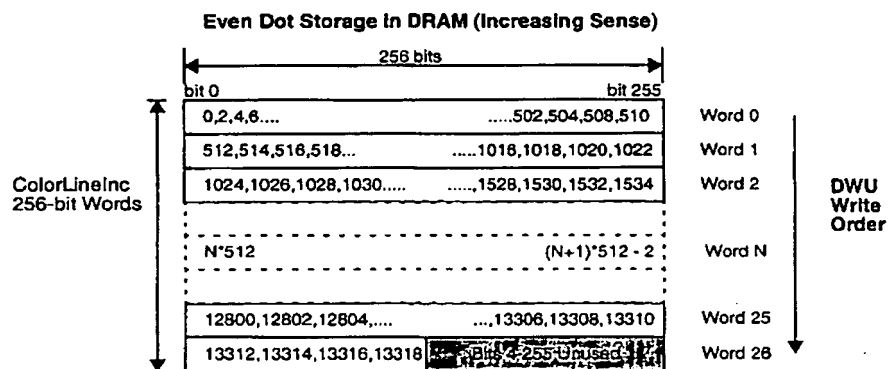 Even Dot Storage in DRAM (Increasing Sense)
256 bits
bit 0 bit 255
0,2,4,6.... .....502,504,508,510 Word 0
512,514,516,518... .....1016,1018,1020,1022 Word 1
1024,1026,1028,1030..... .....,1528,1530,1532,1534 Word 2
ColorLineInc
256-bit Words
DWU
Write
Order
N*512 (N+1)*512 - 2 Word N
12800,12802,12804,.... ...,13306,13308,13310 Word 25
13312,13314,13316,13318 Bits 4-255 Unused Word 26